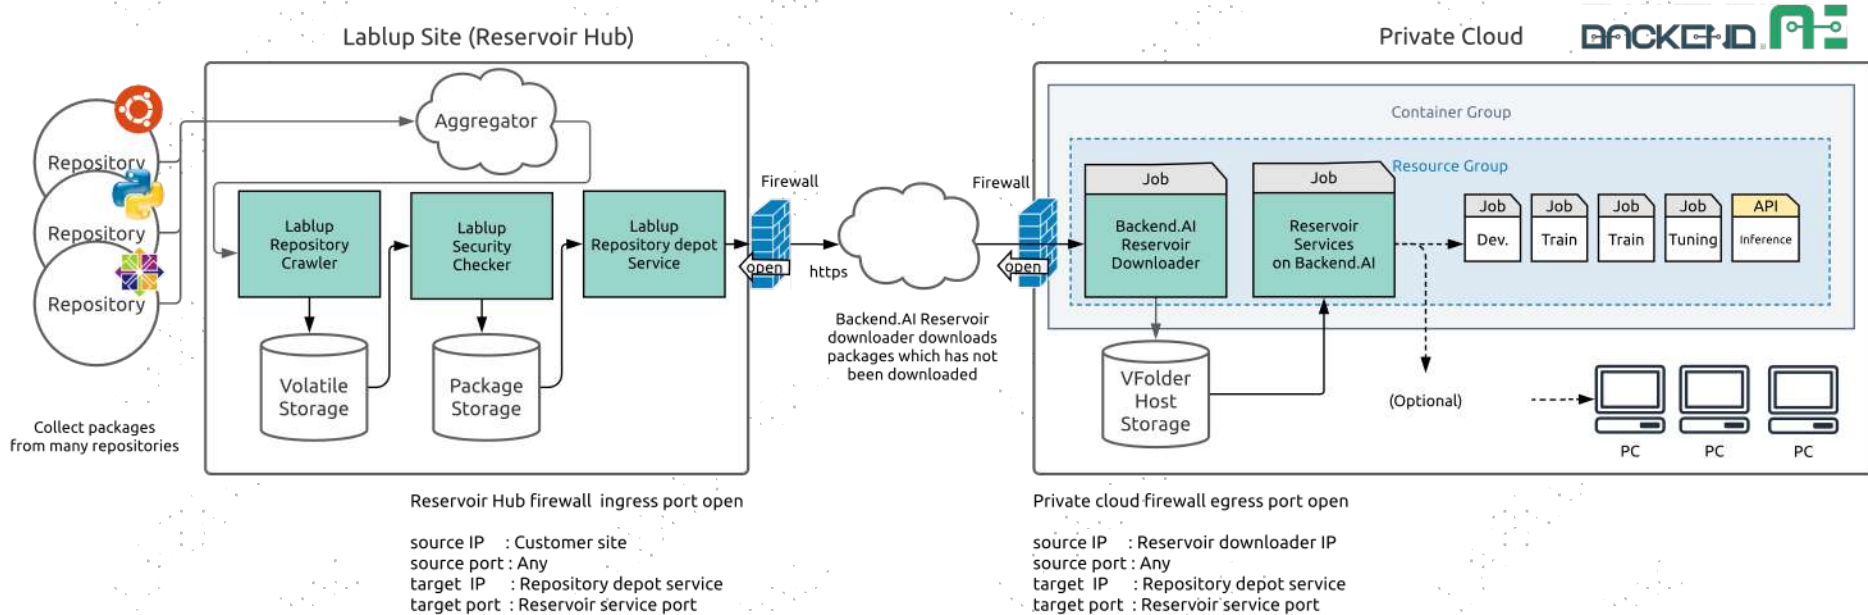 Lablup Site (Reservoir Hub)
Private Cloud
BACKEND.AI
Repository
Repository
Repository
Collect packages
from many repositories
Aggregator
Lablup
Repository
Crawler
Lablup
Security
Checker
Lablup
Repository depot
Service
Volatile
Storage
Package
Storage
Firewall
open
https
Backend.AI Reservoir
downloader downloads
packages which has not
been downloaded
Firewall
open
Container Group
Resource Group
Job
Backend.AI
Reservoir
Downloader
Job
Reservoir
Services
on Backend.AI
Job
Dev.
Job
Train
Job
Train
Job
Tuning
API
Inference
VFolder
Host
Storage
(Optional)
PC
PC
PC
Reservoir Hub firewall ingress port open
source IP : Customer site
source port : Any
target IP : Repository depot service
target port : Reservoir service port
Private cloud firewall egress port open
source IP : Reservoir downloader IP
source port : Any
target IP : Repository depot service
target port : Reservoir service port